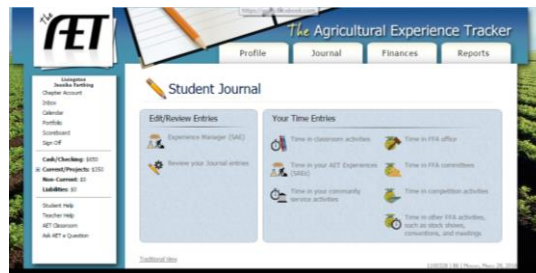 The AET
The Agricultural Experience Tracker
Profile
Journal
Finances
Reports
Livingston
Chapter Account
Inbox
Calendar
Portfolio
Scoreboard
Sign Off
Cash/Checking: $850
Current/Projects: $350
Non-Current: $0
Liabilities: $0
Student Help
Teacher Help
AET Classroom
Ask AET a Question
Student Journal
Edit/Review Entries
Experience Manager (SAE)
Review your Journal entries
Your Time Entries
Time in classroom activities
Time in your AET Experiences
(SAEs)
Time in your community
service activities
Time in FFA office
Time in FFA committees
Time in competition activities
Time in other FFA activities,
such as stock shows,
conventions, and meetings
Traditional View